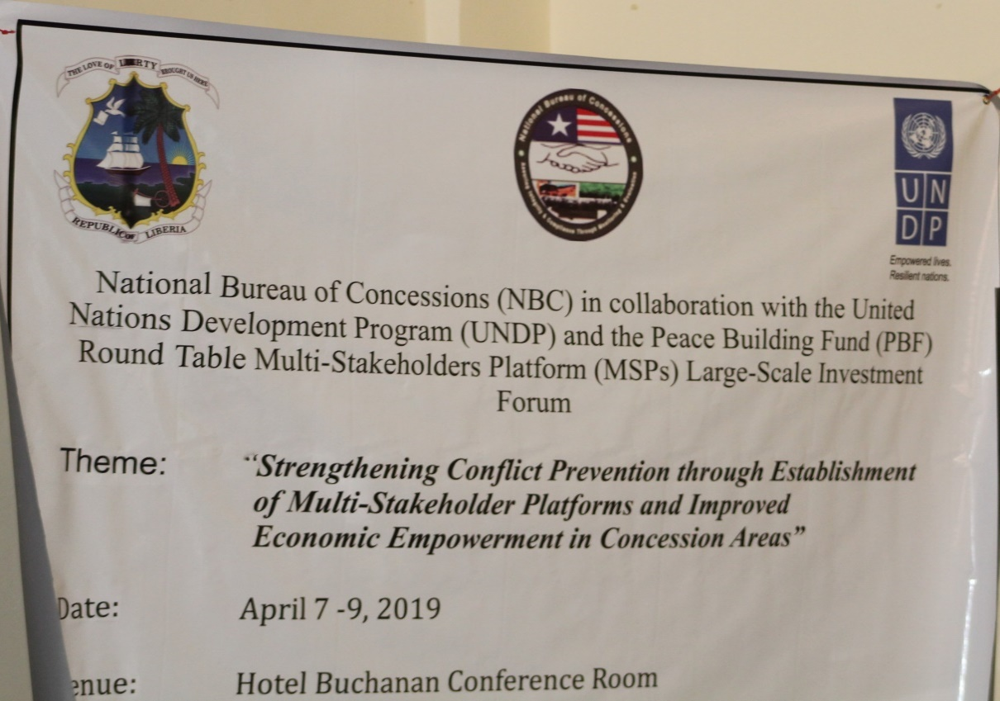 THE LOVE OF LIBERTY BROUGHT US HERE
REPUBLIC OF LIBERIA
National Bureau of Concessions
UN
DP
Empowered lives.
Resilient nations.
National Bureau of Concessions (NBC) in collaboration with the United
Nations Development Program (UNDP) and the Peace Building Fund (PBF)
Round Table Multi-Stakeholders Platform (MSPs) Large-Scale Investment
Forum
Theme: “Strengthening Conflict Prevention through Establishment
of Multi-Stakeholder Platforms and Improved
Economic Empowerment in Concession Areas”
Date: April 7 -9, 2019
enue: Hotel Buchanan Conference Room